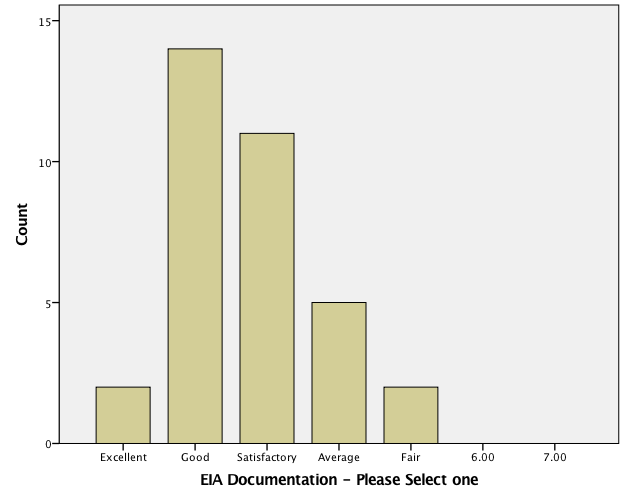 15
10
5
0
Count
Excellent Good Satisfactory Average Fair 6.00 7.00
EIA Documentation – Please Select one